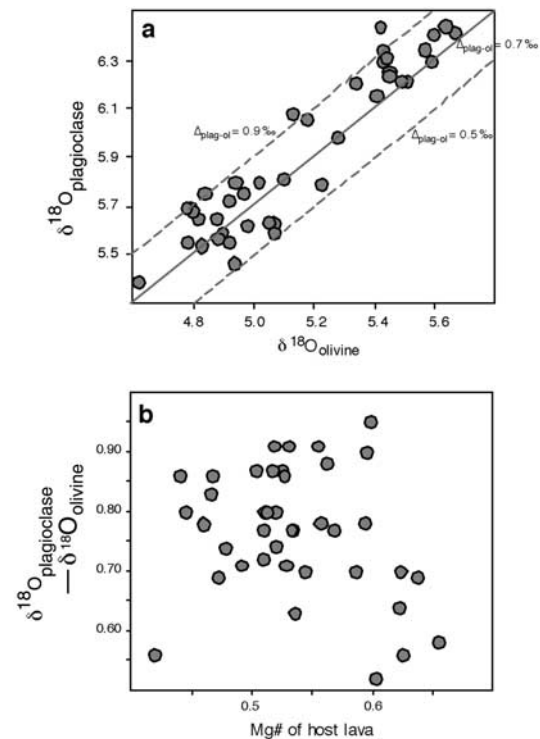 a
6.3
6.1
5.9
5.7
5.5
δ¹⁸Oplagioclase
Δplag-ol = 0.7‰
Δplag-ol = 0.9‰
Δplag-ol = 0.5‰
4.8 5.0 5.2 5.4 5.6
δ ¹⁸Oolivine
b
0.90
0.80
0.70
0.60
δ¹⁸Oplagioclase
— δ¹⁸Oolivine
0.5 0.6
Mg# of host lava